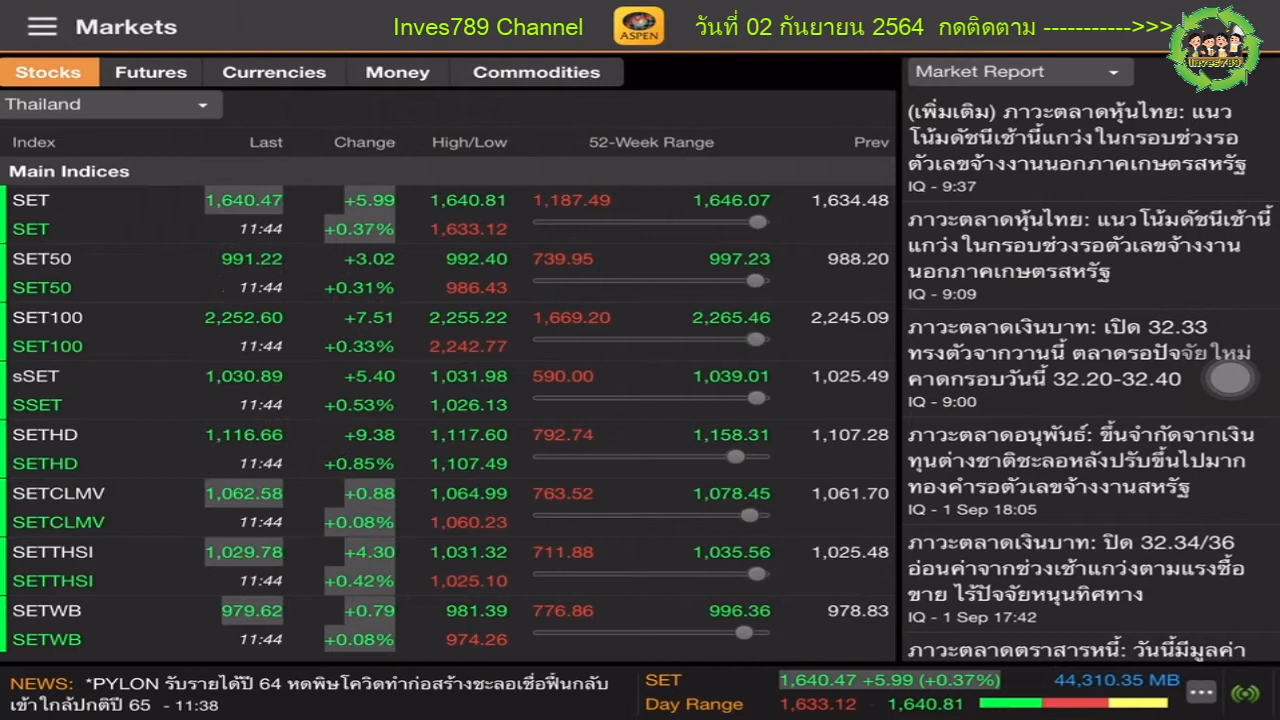 Markets
Inves789 Channel
ASPEN
วันที่ 02 กันยายน 2564 กดติดตาม ----------->>>
Inves789
Stocks Futures Currencies Money Commodities
Thailand
Index Last Change High/Low 52-Week Range Prev
Main Indices
SET 1,640.47 +5.99 1,640.81 1,187.49 1,646.07 1,634.48
SET 11:44 +0.37% 1,633.12
SET50 991.22 +3.02 992.40 739.95 997.23 988.20
SET50 11:44 +0.31% 986.43
SET100 2,252.60 +7.51 2,255.22 1,669.20 2,265.46 2,245.09
SET100 11:44 +0.33% 2,242.77
sSET 1,030.89 +5.40 1,031.98 590.00 1,039.01 1,025.49
SSET 11:44 +0.53% 1,026.13
SETHD 1,116.66 +9.38 1,117.60 792.74 1,158.31 1,107.28
SETHD 11:44 +0.85% 1,107.49
SETCLMV 1,062.58 +0.88 1,064.99 763.52 1,078.45 1,061.70
SETCLMV 11:44 +0.08% 1,060.23
SETTHSI 1,029.78 +4.30 1,031.32 711.88 1,035.56 1,025.48
SETTHSI 11:44 +0.42% 1,025.10
SETWB 979.62 +0.79 981.39 776.86 996.36 978.83
SETWB 11:44 +0.08% 974.26
Market Report
(เพิ่มเติม) ภาวะตลาดหุ้นไทย: แนว
โน้มดัชนีเช้านี้แกว่งในกรอบช่วงรอ
ตัวเลขจ้างงานนอกภาคเกษตรสหรัฐ
IQ - 9:37
ภาวะตลาดหุ้นไทย: แนวโน้มดัชนีเช้านี้
แกว่งในกรอบช่วงรอตัวเลขจ้างงาน
นอกภาคเกษตรสหรัฐ
IQ - 9:09
ภาวะตลาดเงินบาท: เปิด 32.33
ทรงตัวจากวานนี้ ตลาดรอปัจจัยใหม่
คาดกรอบวันนี้ 32.20-32.40
IQ - 9:00
ภาวะตลาดอนุพันธ์: ขึ้นจำกัดจากเงิน
ทุนต่างชาติชะลอหลังปรับขึ้นไปมาก
ทองคำรอตัวเลขจ้างงานสหรัฐ
IQ - 1 Sep 18:05
ภาวะตลาดเงินบาท: ปิด 32.34/36
อ่อนค่าจากช่วงเช้าแกว่งตามแรงซื้อ
ขาย ไร้ปัจจัยหนุนทิศทาง
IQ - 1 Sep 17:42
ภาวะตลาดตราสารหนี้: วันนี้มีมูลค่า
NEWS: *PYLON รับรายได้ปี 64 หดพิษโควิดทำก่อสร้างชะลอเชื่อฟื้นกลับ
เข้าใกล้ปกติปี 65 - 11:38
SET 1,640.47 +5.99 (+0.37%) 44,310.35 MB
Day Range 1,633.12 - 1,640.81